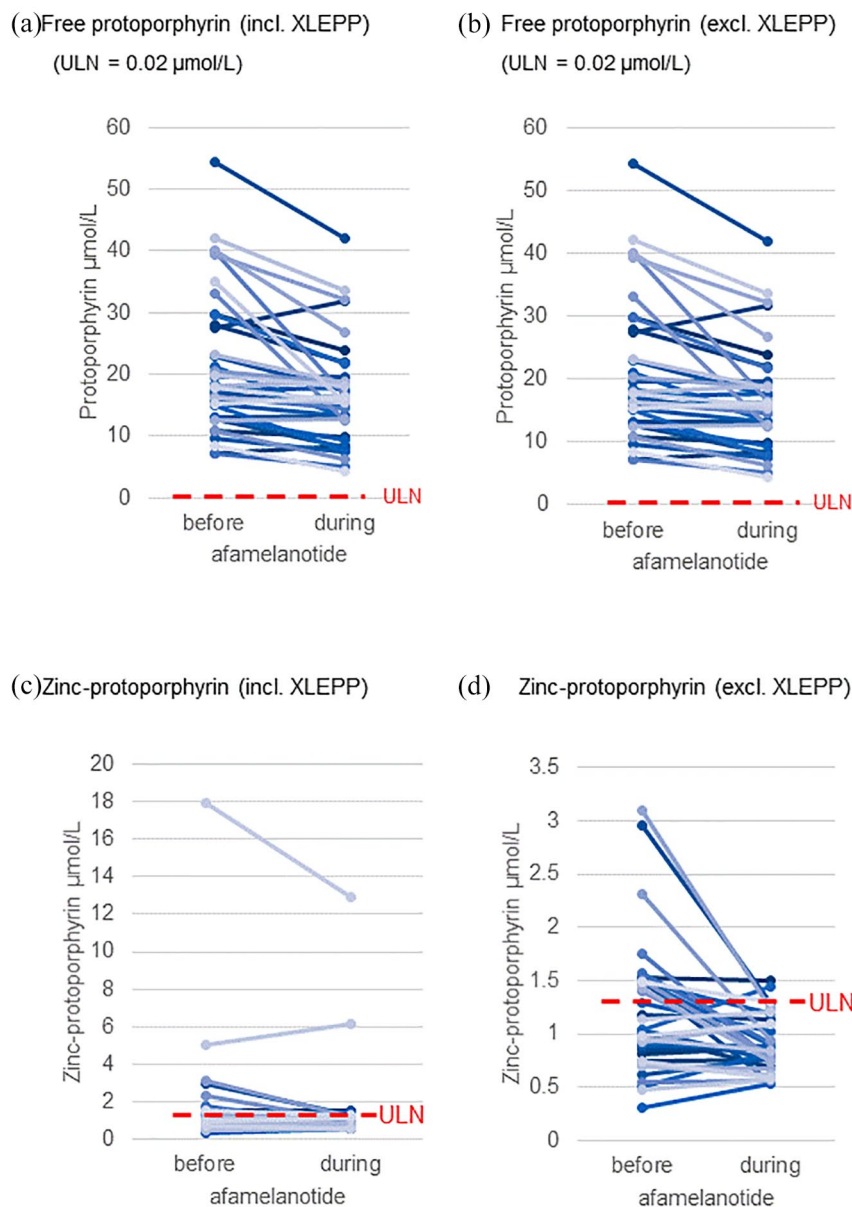 (a)Free protoporphyrin (incl. XLEPP)
(ULN = 0.02 µmol/L)
60
50
40
30
20
10
0
Protoporphyrin µmol/L
ULN
before during
afamelanotide
(b) Free protoporphyrin (excl. XLEPP)
(ULN = 0.02 µmol/L)
60
50
40
30
20
10
0
Protoporphyrin µmol/L
ULN
before during
afamelanotide
(c)Zinc-protoporphyrin (incl. XLEPP)
20
18
16
14
12
10
8
6
4
2
0
Zinc-protoporphyrin µmol/L
ULN
before during
afamelanotide
(d) Zinc-protoporphyrin (excl. XLEPP)
3.5
3
2.5
2
1.5
1
0.5
0
Zinc-protoporphyrin µmol/L
ULN
before during
afamelanotide